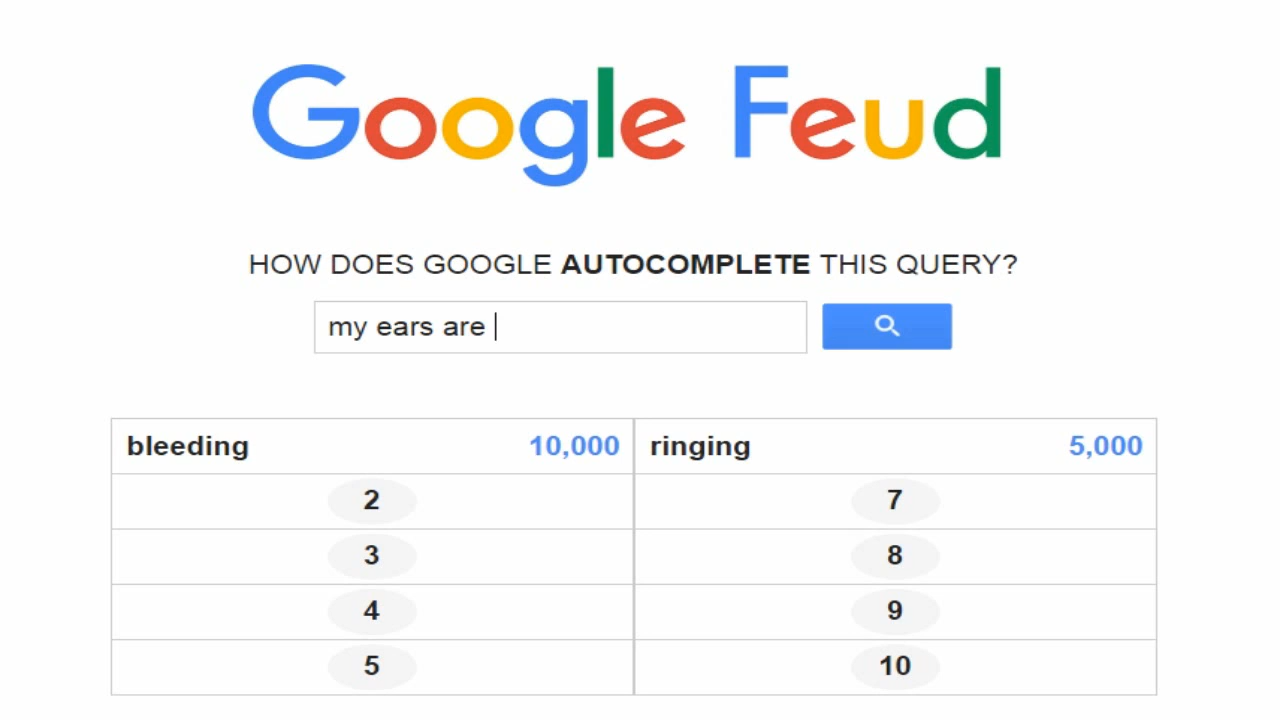 Google Feud
HOW DOES GOOGLE AUTOCOMPLETE THIS QUERY?
my ears are
bleeding 10,000 ringing 5,000
2 7
3 8
4 9
5 10